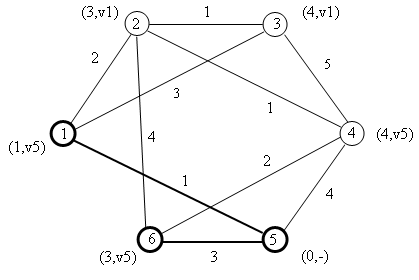 (3,v1) 2 1 3 (4,v1)
2 5
3 1
(1,v5) 1 4 4 (4,v5)
1 2
4
(3,v5) 6 3 5 (0,-)